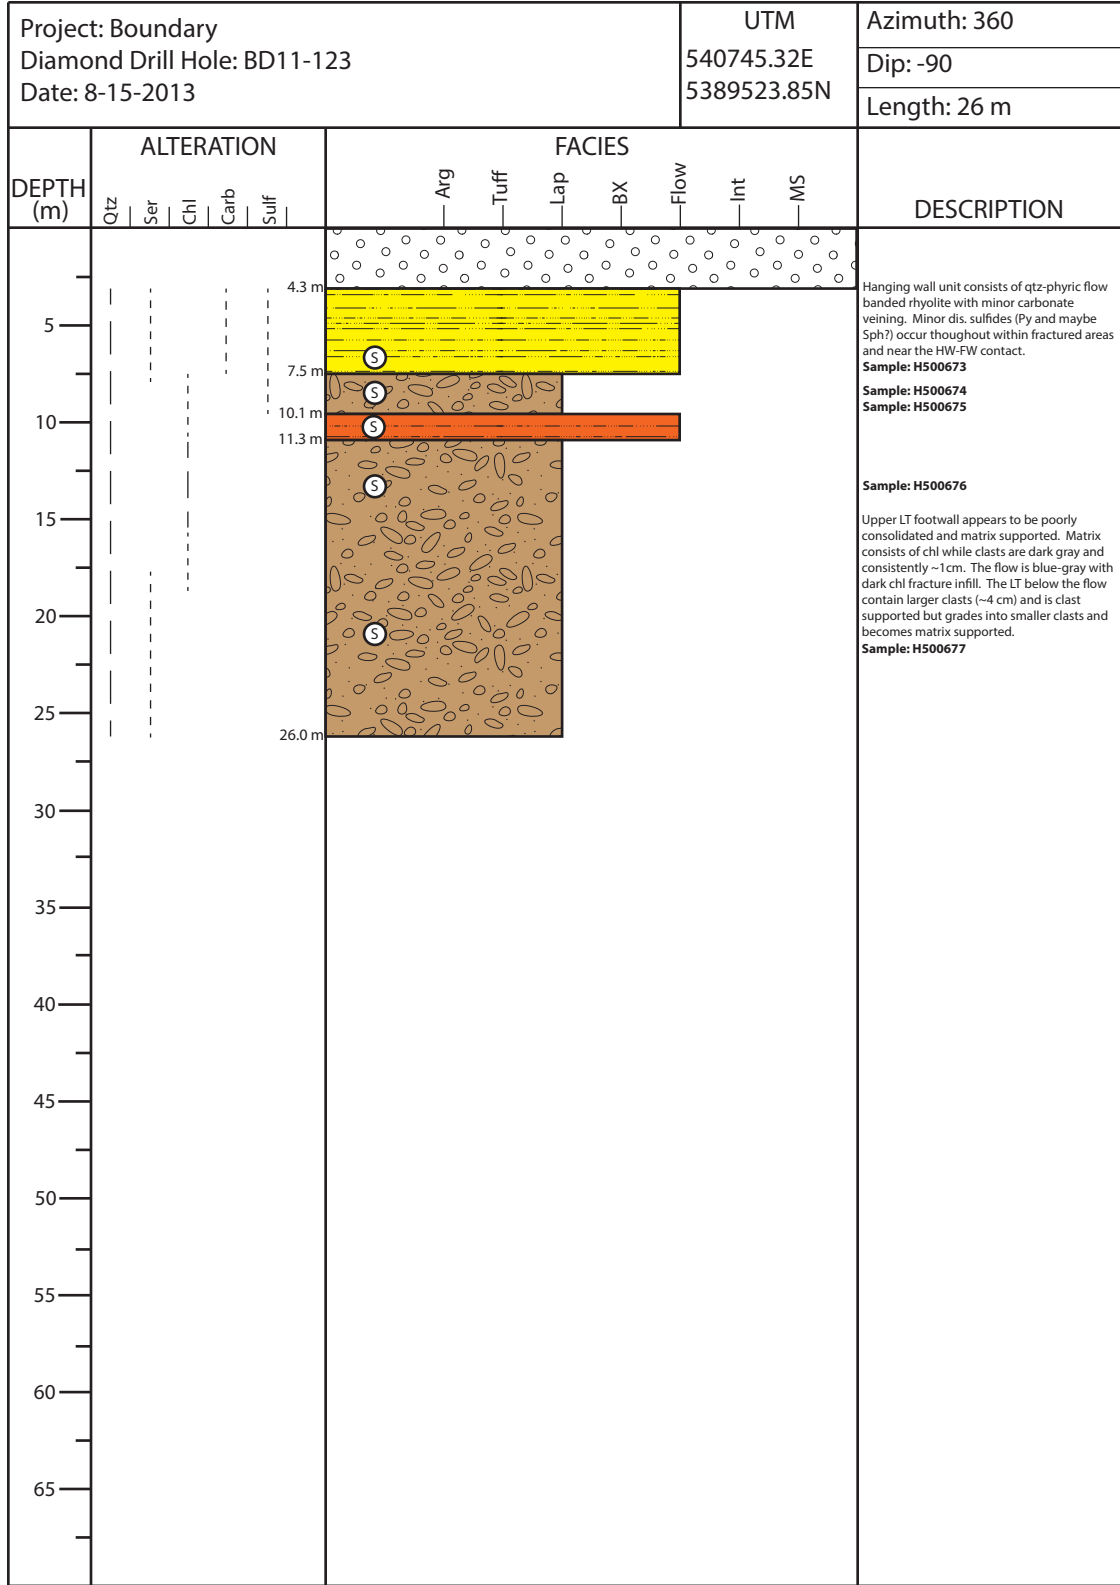 Project: Boundary
Diamond Drill Hole: BD11-123
Date: 8-15-2013
UTM
540745.32E
5389523.85N
Azimuth: 360
Dip: -90
Length: 26 m
DEPTH
(m)
ALTERATION
Qtz
Ser
Chl
Carb
Sulf
FACIES
Arg
Tuff
Lap
BX
Flow
Int
MS
DESCRIPTION
4.3 m
Hanging wall unit consists of qtz-phyric flow
banded rhyolite with minor carbonate
veining. Minor dis. sulfides (Py and maybe
Sph?) occur thoughout within fractured areas
and near the HW-FW contact.
Sample: H500673
5
S
7.5 m
S
Sample: H500674
Sample: H500675
10.1 m
10
S
11.3 m
S
Sample: H500676
15
Upper LT footwall appears to be poorly
consolidated and matrix supported. Matrix
consists of chl while clasts are dark gray and
consistently ~1cm. The flow is blue-gray with
dark chl fracture infill. The LT below the flow
contain larger clasts (~4 cm) and is clast
supported but grades into smaller clasts and
becomes matrix supported.
Sample: H500677
20
S
25
26.0 m
30
35
40
45
50
55
60
65